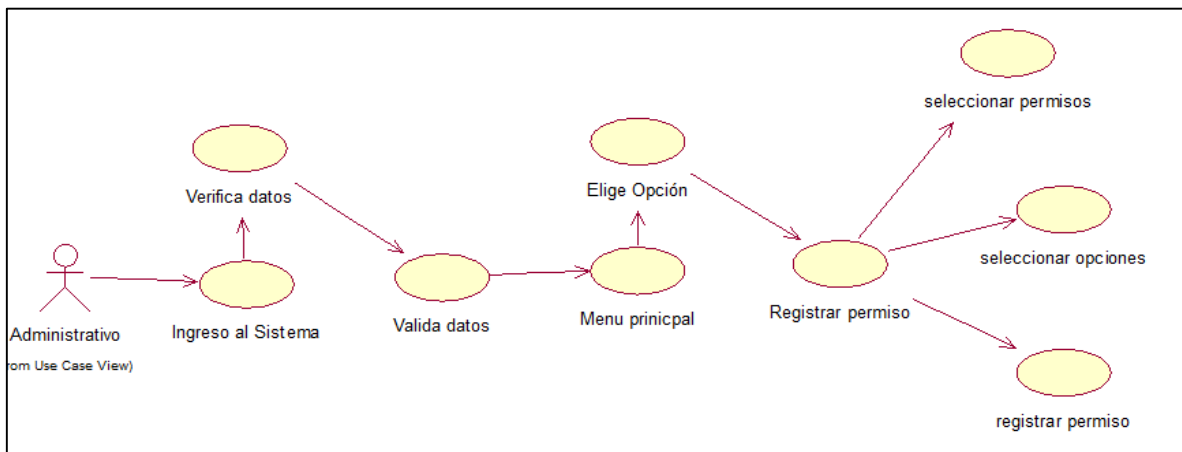 seleccionar permisos
Verifica datos
Elige Opción
seleccionar opciones
Administrativo
(rom Use Case View)
Ingreso al Sistema
Valida datos
Menu prinicpal
Registrar permiso
registrar permiso